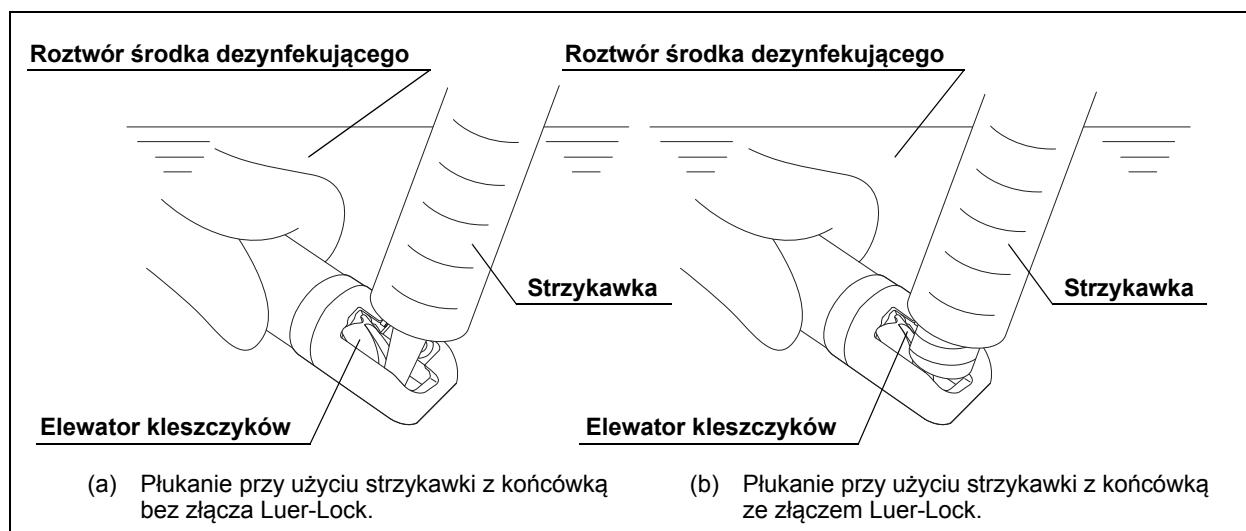 Roztwór środka dezynfekującego
Strzykawka
Elewator kleszczyków
(a) Płukanie przy użyciu strzykawki z końcówką
bez złącza Luer-Lock.
Roztwór środka dezynfekującego
Strzykawka
Elewator kleszczyków
(b) Płukanie przy użyciu strzykawki z końcówką
ze złączem Luer-Lock.